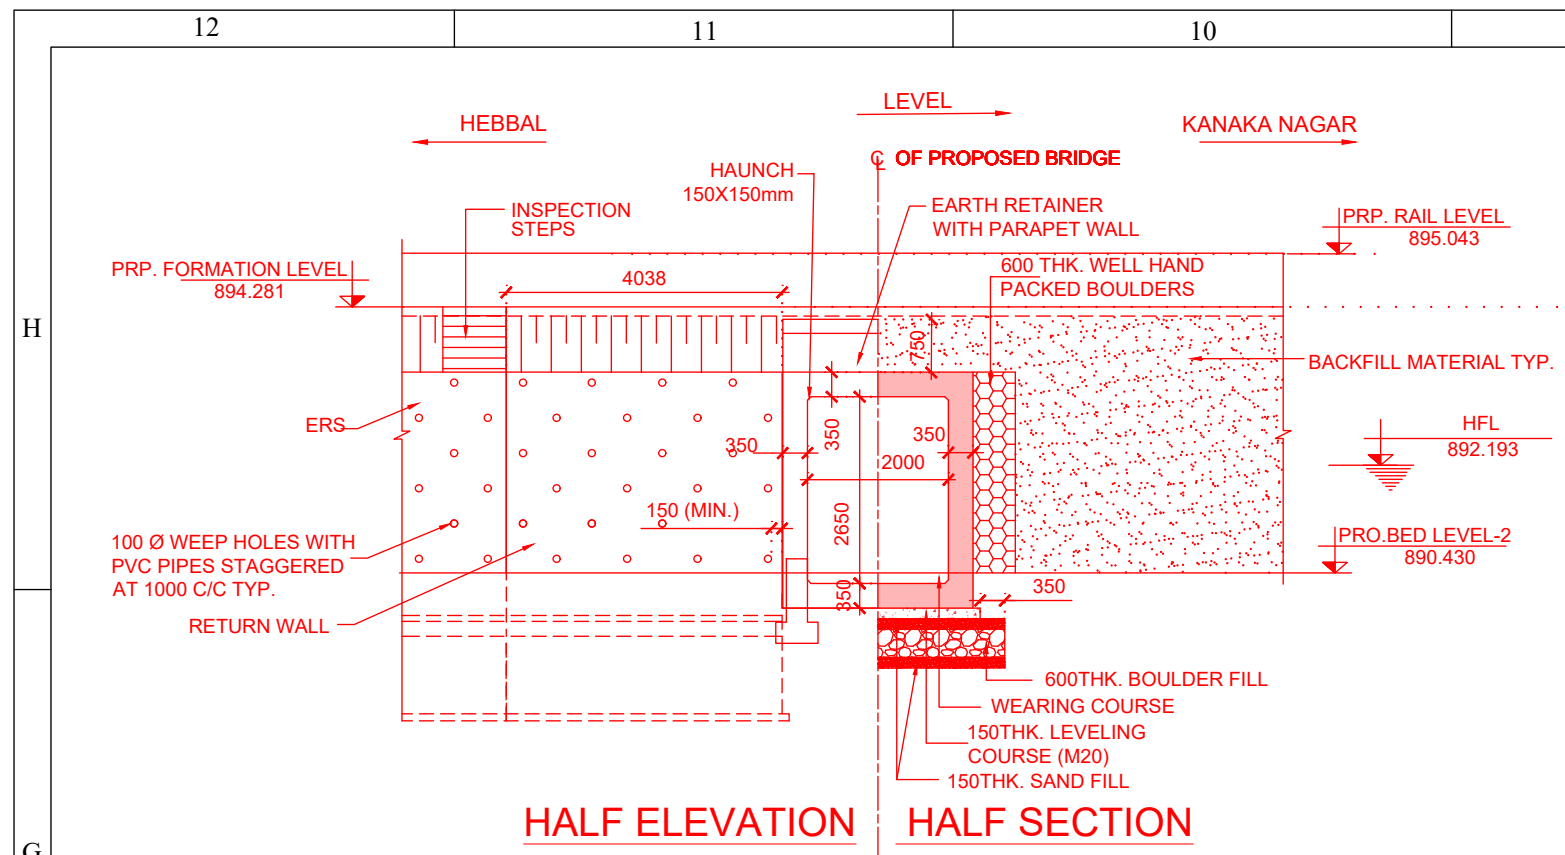 12
11
10
LEVEL
HEBBAL
KANAKA NAGAR
℄ OF PROPOSED BRIDGE
HAUNCH
150X150mm
INSPECTION
STEPS
EARTH RETAINER
WITH PARAPET WALL
PRP. RAIL LEVEL
895.043
PRP. FORMATION LEVEL
894.281
4038
600 THK. WELL HAND
PACKED BOULDERS
H
750
BACKFILL MATERIAL TYP.
ERS
350
350
350
2000
HFL
892.193
150 (MIN.)
2650
100 Ø WEEP HOLES WITH
PVC PIPES STAGGERED
AT 1000 C/C TYP.
PRO.BED LEVEL-2
890.430
350
350
RETURN WALL
600THK. BOULDER FILL
WEARING COURSE
150THK. LEVELING
COURSE (M20)
150THK. SAND FILL
HALF ELEVATION
HALF SECTION
G